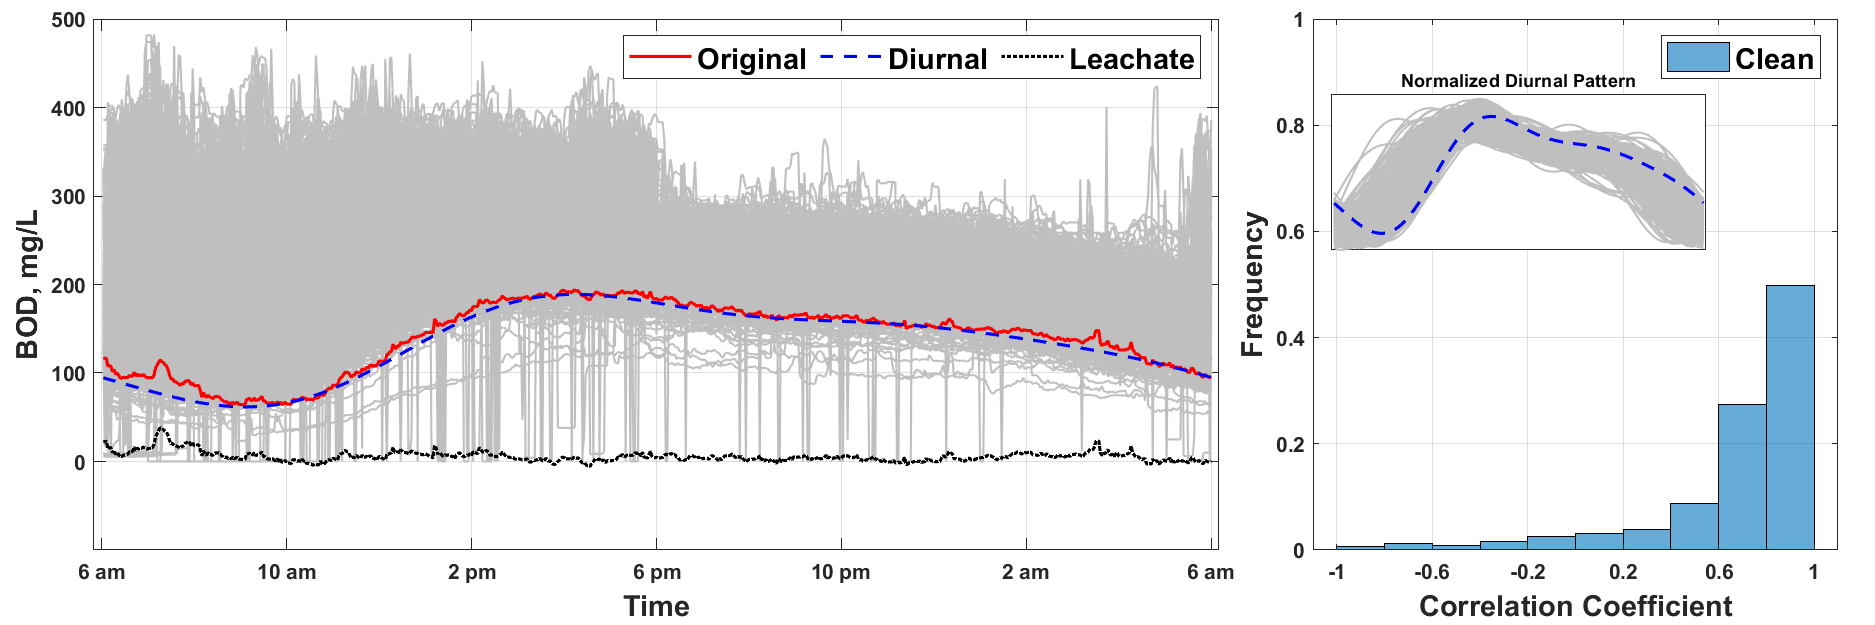 500
400
300
200
100
0
BOD, mg/L
Original Diurnal Leachate
6 am 10 am 2 pm 6 pm 10 pm 2 am 6 am
Time
1
0.8
0.6
0.4
0.2
0
Frequency
Clean
Normalized Diurnal Pattern
-1 -0.6 -0.2 0.2 0.6 1
Correlation Coefficient